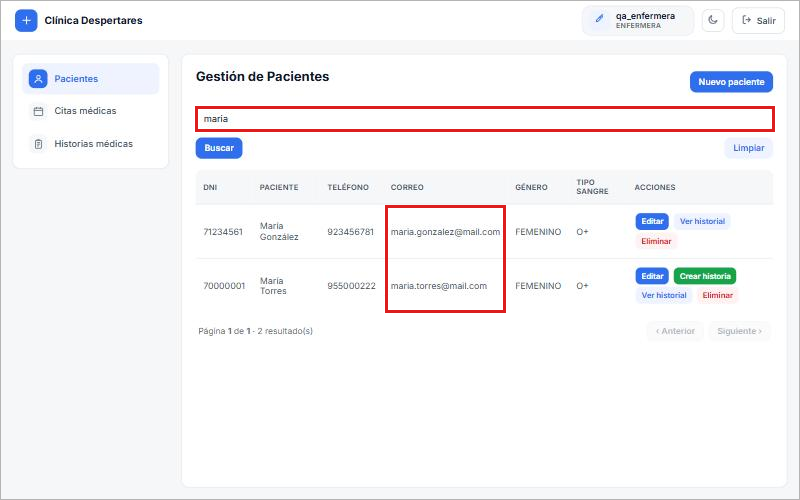 Clínica Despertares
qa_enfermera
ENFERMERA
Salir
Pacientes
Citas médicas
Historias médicas
Gestión de Pacientes
Nuevo paciente
maria
Buscar
Limpiar
DNI PACIENTE TELÉFONO CORREO GÉNERO TIPO SANGRE ACCIONES
71234561 María González 923456781 maria.gonzalez@mail.com FEMENINO O+ Editar Ver historial Eliminar
70000001 María Torres 955000222 maria.torres@mail.com FEMENINO O+ Editar Crear historia Ver historial Eliminar
Página 1 de 1 · 2 resultado(s)
‹ Anterior
Siguiente ›